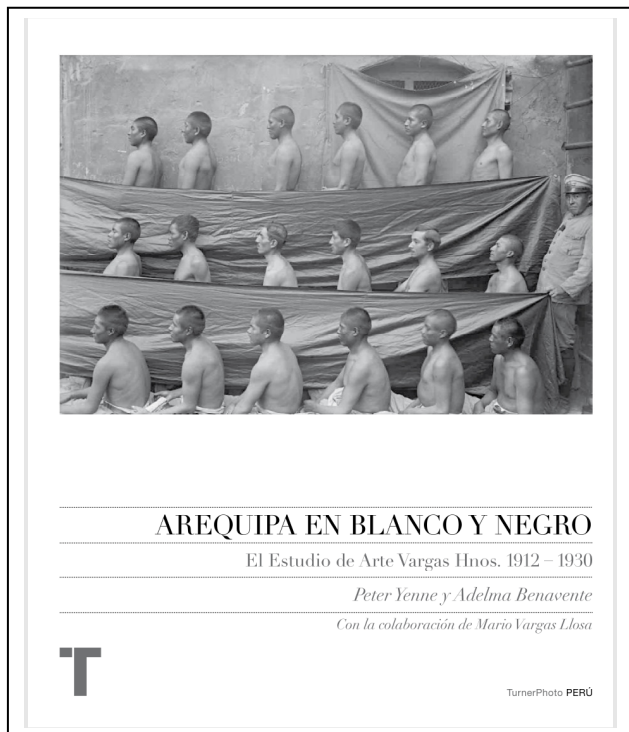 AREQUIPA EN BLANCO Y NEGRO
El Estudio de Arte Vargas Hnos. 1912 – 1930
Peter Yenne y Adelma Benavente
Con la colaboración de Mario Vargas Llosa
T
TurnerPhoto PERÚ